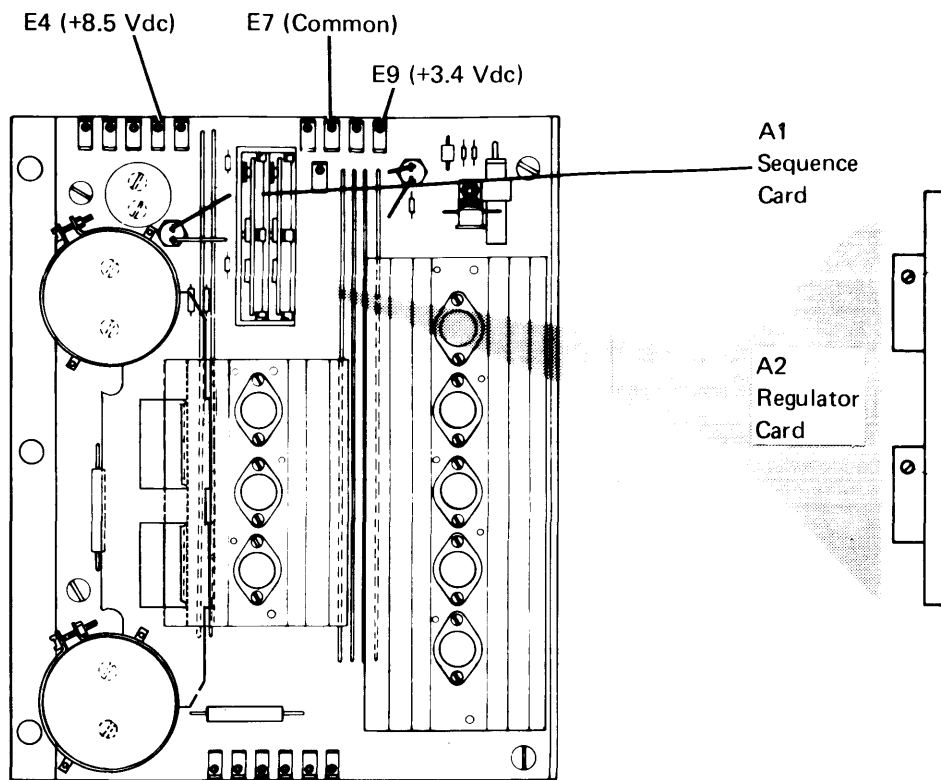 E4 (+8.5 Vdc)
E7 (Common)
E9 (+3.4 Vdc)
A1
Sequence
Card
A2
Regulator
Card